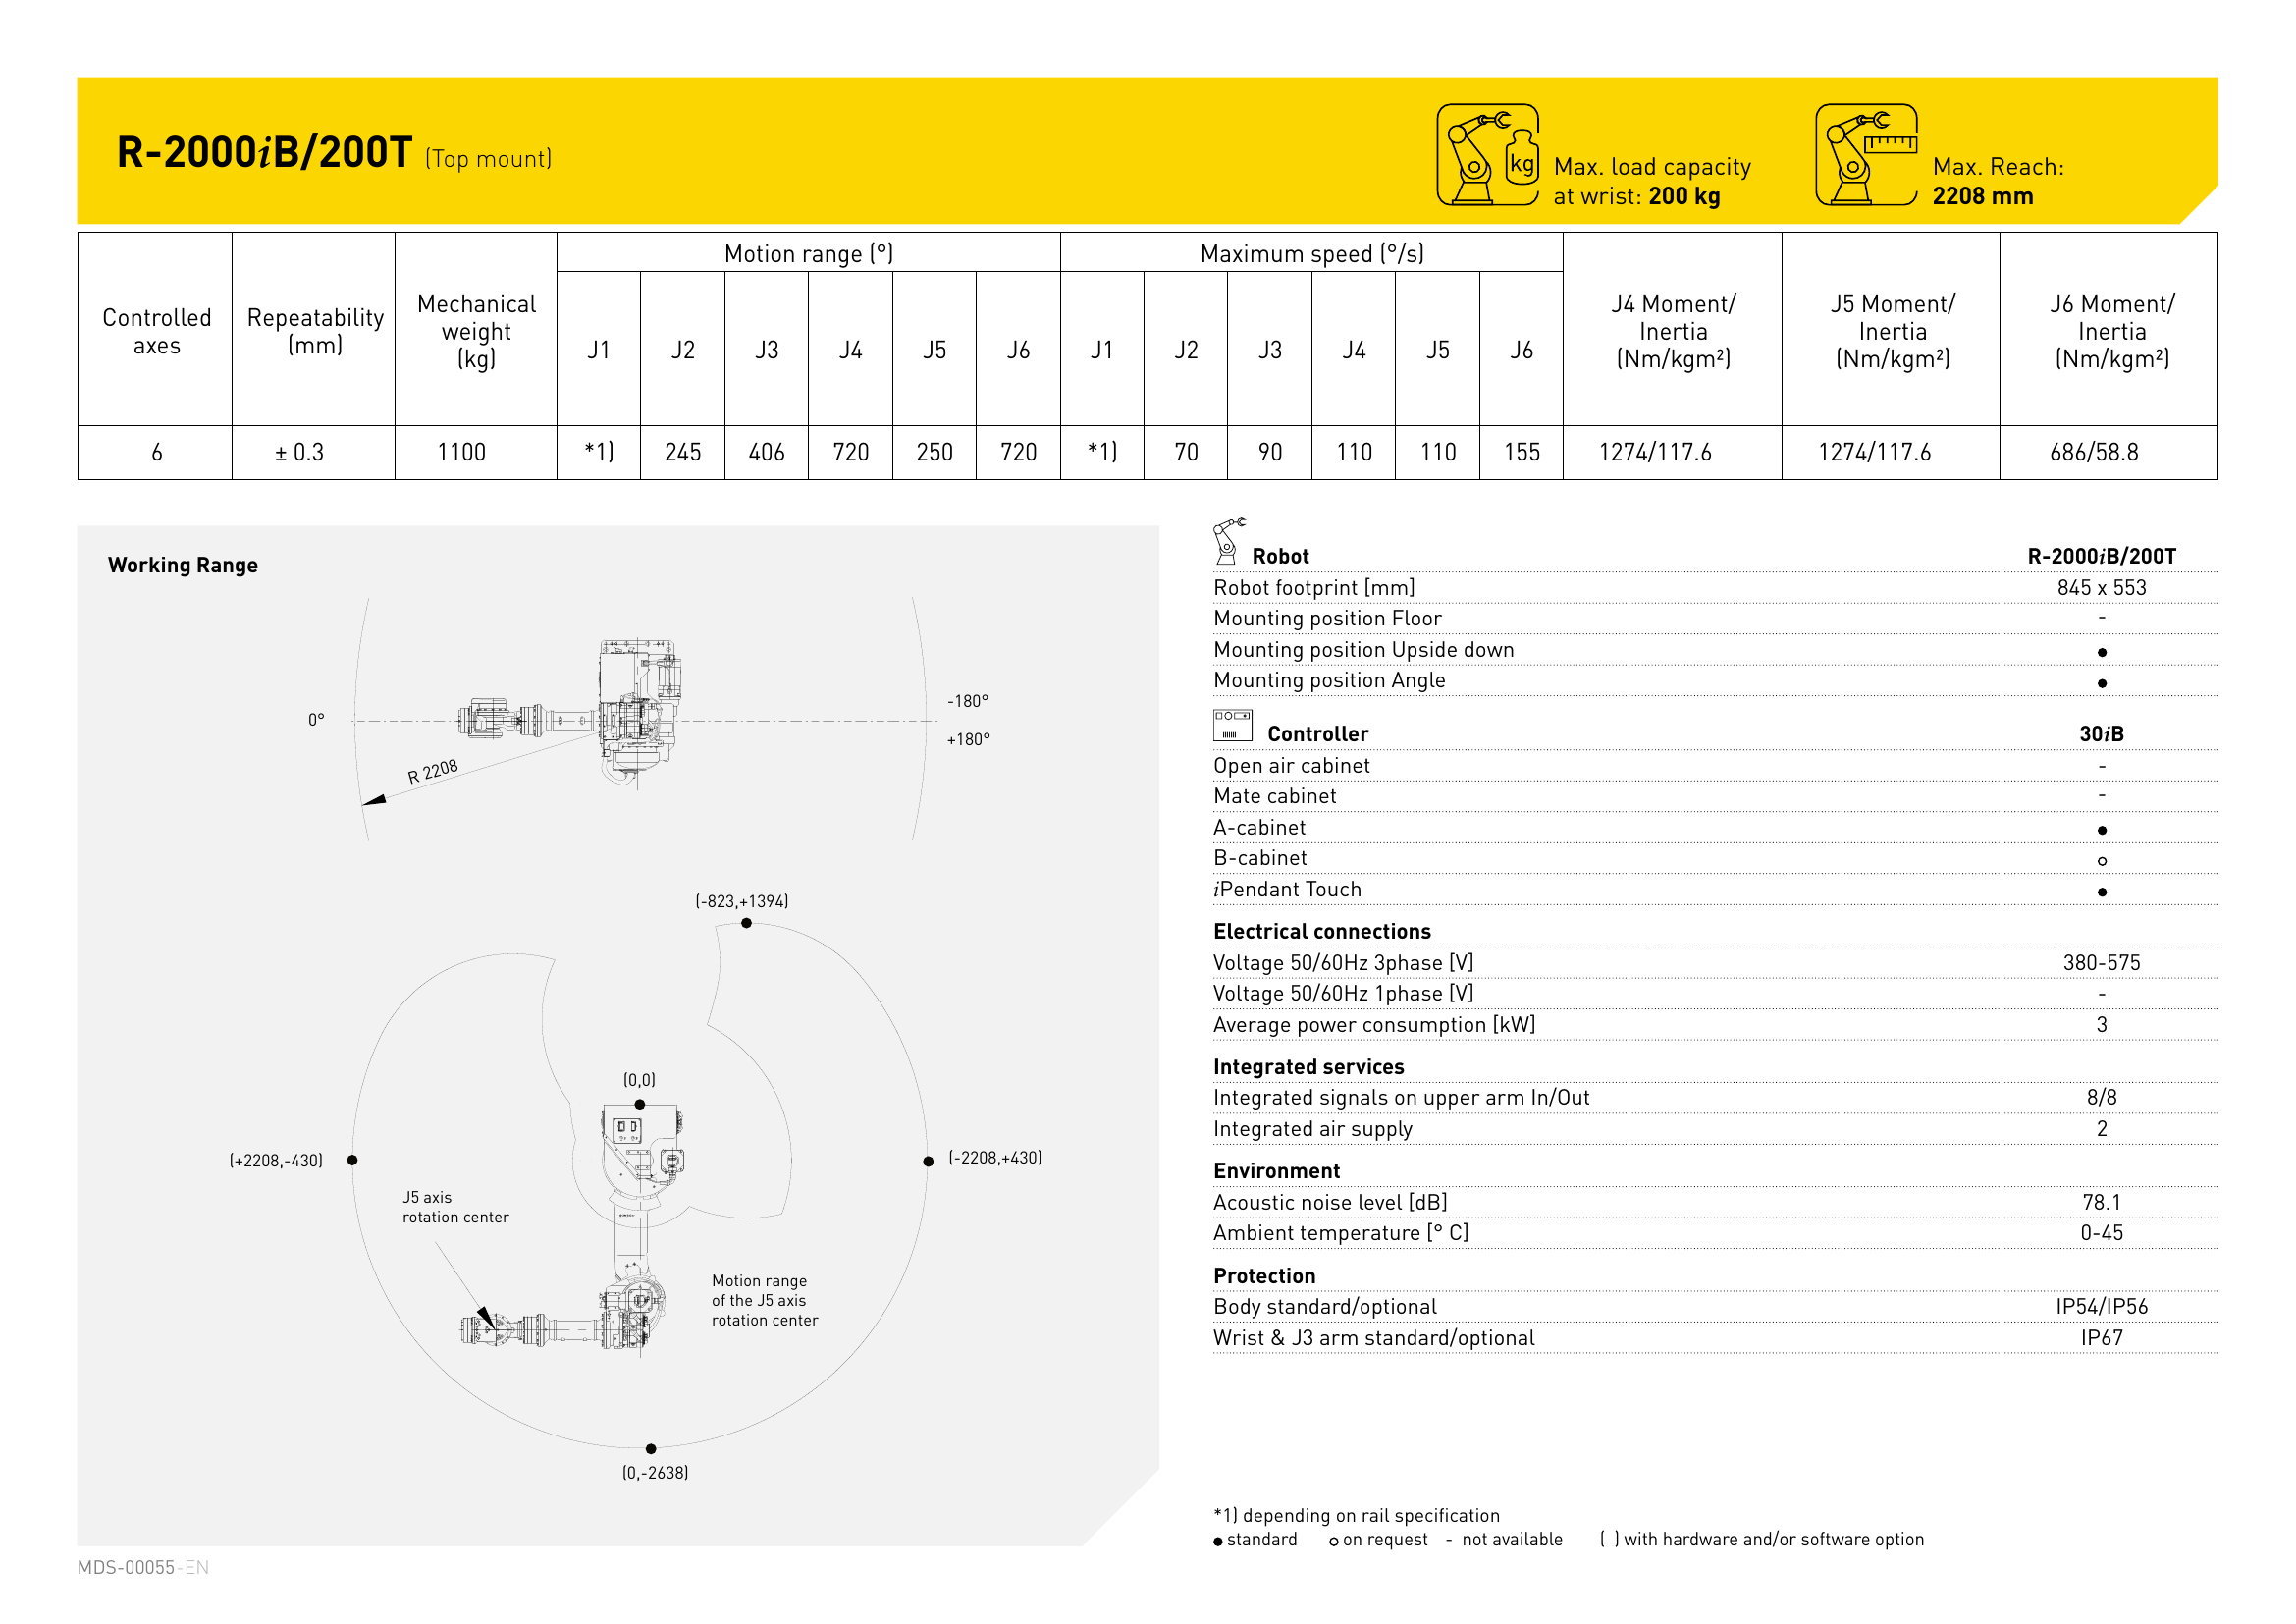 R-2000iB/200T (Top mount)
kg
Max. load capacity
at wrist: 200 kg
Max. Reach:
2208 mm
Motion range (°)
Maximum speed (°/s)
Controlled
axes
Repeatability
(mm)
Mechanical
weight
(kg)
J1 J2 J3 J4 J5 J6 J1 J2 J3 J4 J5 J6
J4 Moment/
Inertia
(Nm/kgm²)
J5 Moment/
Inertia
(Nm/kgm²)
J6 Moment/
Inertia
(Nm/kgm²)
6 ± 0.3 1100 *1) 245 406 720 250 720 *1) 70 90 110 110 155 1274/117.6 1274/117.6 686/58.8
Working Range
0°
-180°
+180°
R 2208
(-823,+1394)
(0,0)
(+2208,-430)
(-2208,+430)
J5 axis
rotation center
Motion range
of the J5 axis
rotation center
(0,-2638)
Robot R-2000iB/200T
Robot footprint [mm] 845 x 553
Mounting position Floor -
Mounting position Upside down ●
Mounting position Angle ●
Controller 30iB
Open air cabinet -
Mate cabinet -
A-cabinet ●
B-cabinet ○
iPendant Touch ●
Electrical connections
Voltage 50/60Hz 3phase [V] 380-575
Voltage 50/60Hz 1phase [V] -
Average power consumption [kW] 3
Integrated services
Integrated signals on upper arm In/Out 8/8
Integrated air supply 2
Environment
Acoustic noise level [dB] 78.1
Ambient temperature [° C] 0-45
Protection
Body standard/optional IP54/IP56
Wrist & J3 arm standard/optional IP67
*1) depending on rail specification
● standard ○ on request - not available ( ) with hardware and/or software option
MDS-00055-EN